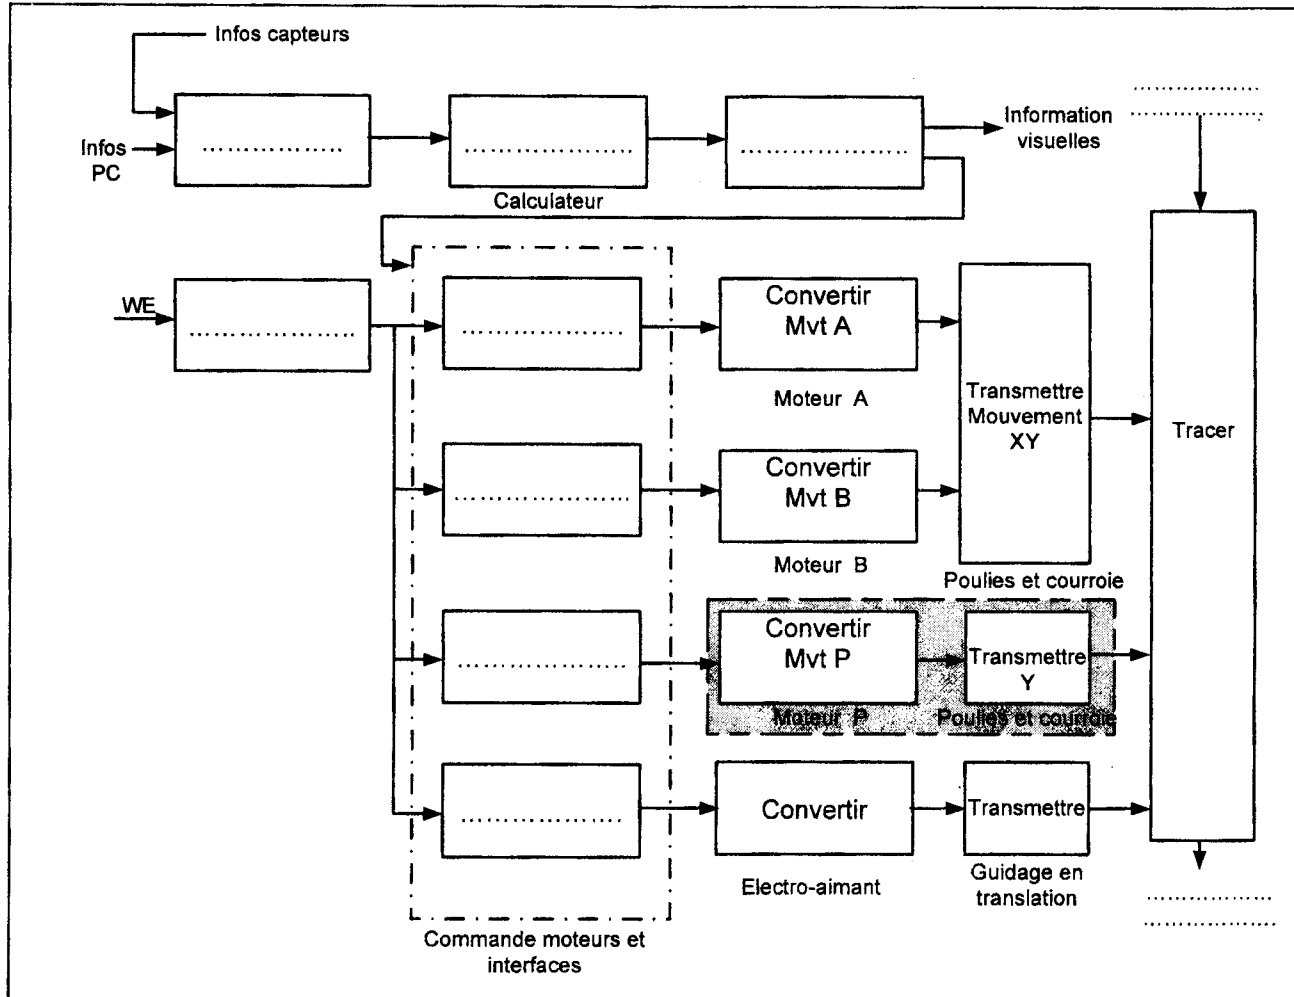 Infos capteurs
Infos
PC
Information
visuelles
Calculateur
WE
Convertir
Mvt A
Moteur A
Transmettre
Mouvement
XY
Tracer
Convertir
Mvt B
Moteur B
Poulies et courroie
Convertir
Mvt P
Moteur P
Transmettre
Y
Poulies et courroie
Convertir
Electro-aimant
Transmettre
Guidage en
translation
Commande moteurs et
interfaces